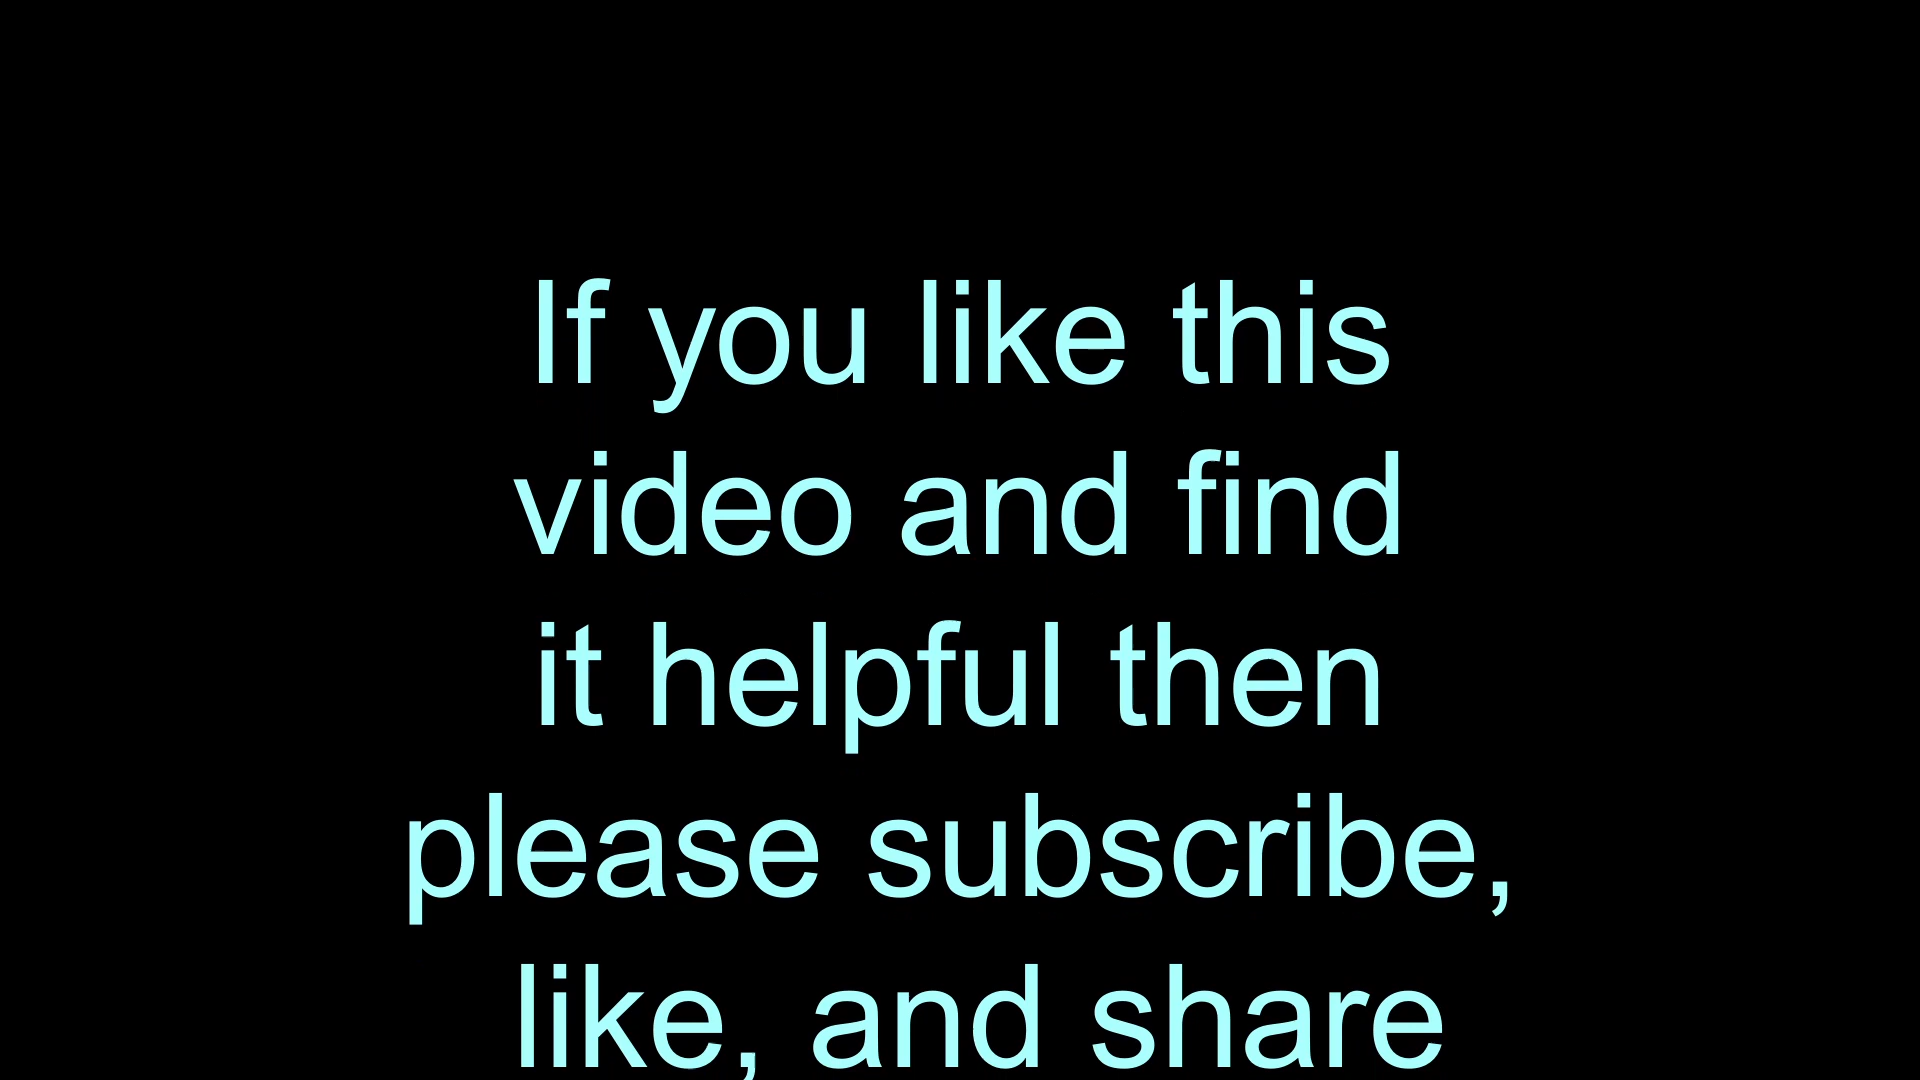 If you like this
video and find
it helpful then
please subscribe,
like, and share